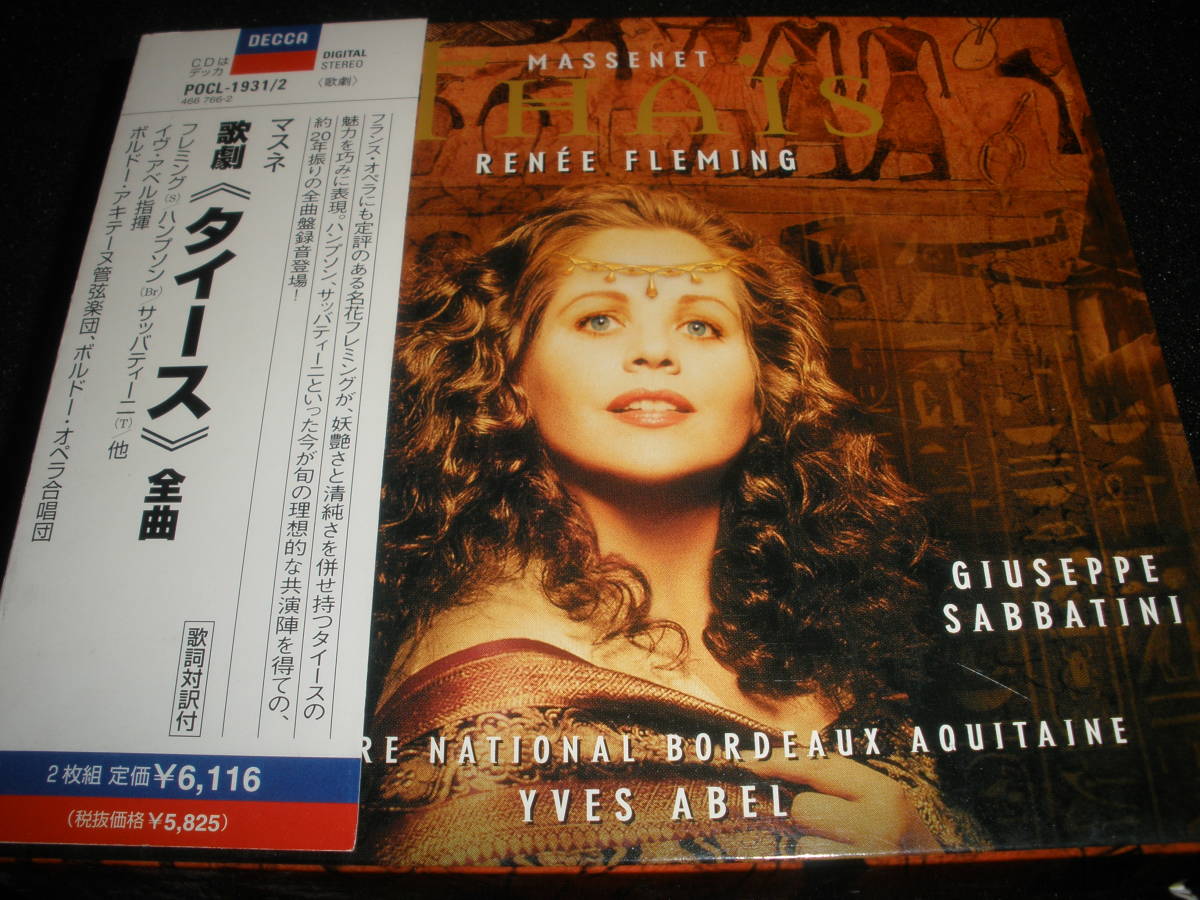 DECCA
CDは
デッカ
DIGITAL
STEREO
POCL-1931/2
466 766-2
〈歌劇〉
フランス・オペラにも定評のある名花フレミングが、妖艶さと清純さを併せ持つタイースの
魅力を巧みに表現。ハンプソン、サッバティーニといった今が旬の理想的な共演陣を得ての、
約20年振りの全曲盤録音登場!
マスネ
歌劇《タイース》全曲
フレミング(S)/ハンプソン(Br)/サッバティーニ(T)/他
イヴ・アベル指揮
ボルドー・アキテーヌ管弦楽団、ボルドー・オペラ合唱団
歌詞対訳付
2枚組 定価¥6,116
(税抜価格¥5,825)
MASSENET
THAÏS
RENÉE FLEMING
GIUSEPPE
SABBATINI
RE NATIONAL BORDEAUX AQUITAINE
YVES ABEL